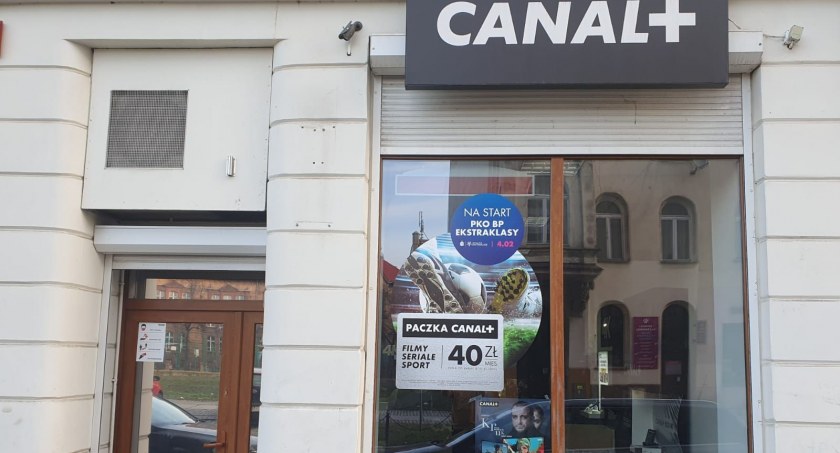 CANAL+
NA START
PKO BP
EKSTRAKLASY
4.02
PACZKA CANAL+
FILMY
SERIALE
SPORT
40 ZŁ
MIES.
CANAL+